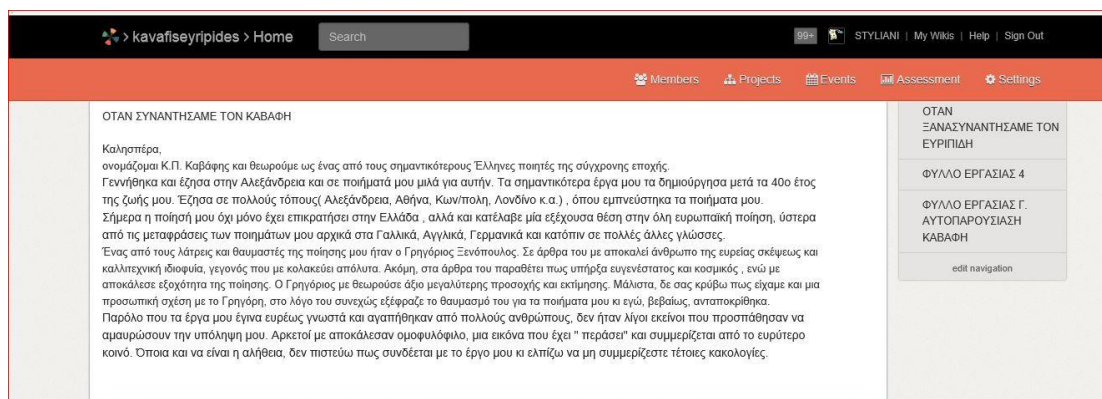 > kavafiseyripides > Home
Search
99+
STYLIANI | My Wikis | Help | Sign Out
Members
Projects
Events
Assessment
Settings
ΟΤΑΝ ΣΥΝΑΝΤΗΣΑΜΕ ΤΟΝ ΚΑΒΑΦΗ
Καλησπέρα,
ονομάζομαι Κ.Π. Καβάφης και θεωρούμε ως ένας από τους σημαντικότερους Έλληνες ποιητές της σύγχρονης εποχής.
Γεννήθηκα και έζησα στην Αλεξάνδρεια και σε ποιήματά μου μιλά για αυτήν. Τα σημαντικότερα έργα μου τα δημιούργησα μετά τα 40ο έτος
της ζωής μου. Έζησα σε πολλούς τόπους( Αλεξάνδρεια, Αθήνα, Κων/πολη, Λονδίνο κ.α.) , όπου εμπνεύστηκα τα ποιήματα μου.
Σήμερα η ποίησή μου όχι μόνο έχει επικρατήσει στην Ελλάδα , αλλά και κατέλαβε μία εξέχουσα θέση στην όλη ευρωπαϊκή ποίηση, ύστερα
από τις μεταφράσεις των ποιημάτων μου αρχικά στα Γαλλικά, Αγγλικά, Γερμανικά και κατόπιν σε πολλές άλλες γλώσσες.
Ένας από τους λάτρεις και θαυμαστές της ποίησης μου ήταν ο Γρηγόριος Ξενόπουλος. Σε άρθρα του με αποκαλεί άνθρωπο της ευρείας σκέψεως και
καλλιτεχνική ιδιοφυία, γεγονός που με κολακεύει απόλυτα. Ακόμη, στα άρθρα του παραθέτει πως υπήρξα ευγενέστατος και κοσμικός , ενώ με
αποκάλεσε εξοχότητα της ποίησης. Ο Γρηγόριος με θεωρούσε άξιο μεγαλύτερης προσοχής και εκτίμησης. Μάλιστα, δε σας κρύβω πως είχαμε και μια
προσωπική σχέση με το Γρηγόρη, στο λόγο του συνεχώς εξέφραζε το θαυμασμό του για τα ποιήματα μου κι εγώ, βεβαίως, ανταποκρίθηκα.
Παρόλο που τα έργα μου έγινα ευρέως γνωστά και αγαπήθηκαν από πολλούς ανθρώπους, δεν ήταν λίγοι εκείνοι που προσπάθησαν να
αμαυρώσουν την υπόληψη μου. Αρκετοί με αποκάλεσαν ομοφυλόφιλο, μια εικόνα που έχει " περάσει" και συμμερίζεται από το ευρύτερο
κοινό. Όποια και να είναι η αλήθεια, δεν πιστεύω πως συνδέεται με το έργο μου κι ελπίζω να μη συμμερίζεστε τέτοιες κακολογίες.
ΟΤΑΝ
ΞΑΝΑΣΥΝΑΝΤΗΣΑΜΕ ΤΟΝ
ΕΥΡΙΠΙΔΗ
ΦΥΛΛΟ ΕΡΓΑΣΙΑΣ 4
ΦΥΛΛΟ ΕΡΓΑΣΙΑΣ Γ.
ΑΥΤΟΠΑΡΟΥΣΙΑΣΗ
ΚΑΒΑΦΗ
edit navigation